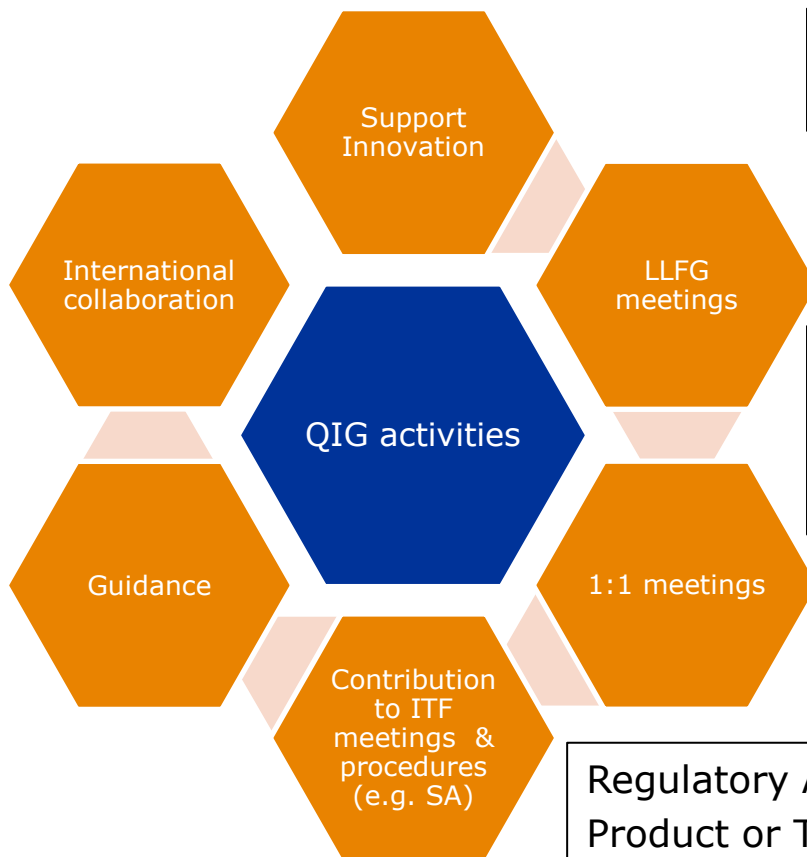 Support
Innovation
International
collaboration
LLFG
meetings
QIG activities
Guidance
1:1 meetings
Contribution
to ITF
meetings &
procedures
(e.g. SA)
Regulatory
Product or